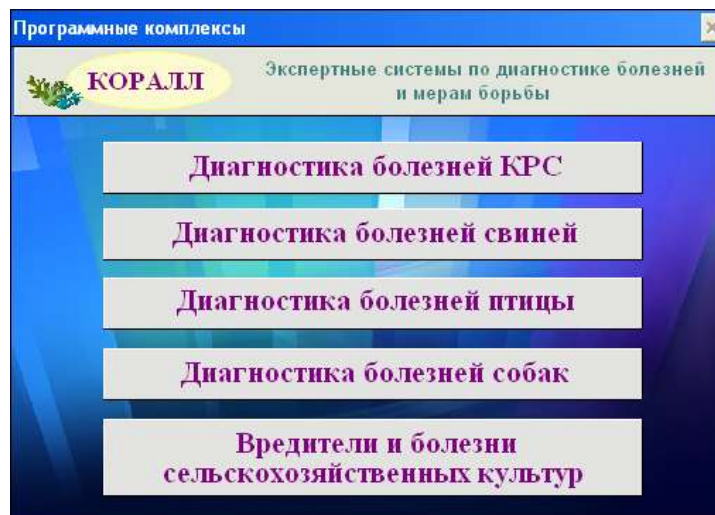 Программные комплексы
КОРАЛЛ
Экспертные системы по диагностике болезней
и мерам борьбы
Диагностика болезней КРС
Диагностика болезней свиней
Диагностика болезней птицы
Диагностика болезней собак
Вредители и болезни
сельскохозяйственных культур